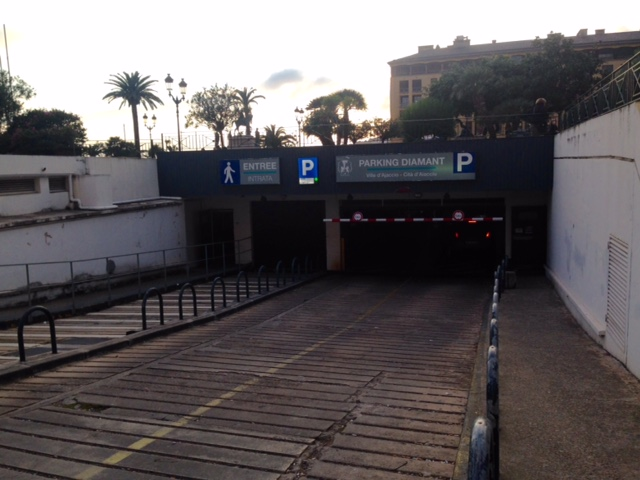 ENTREE
INTRATA
P
PARKING DIAMANT
Ville d'Ajaccio - Cità d'Aiacciu
P